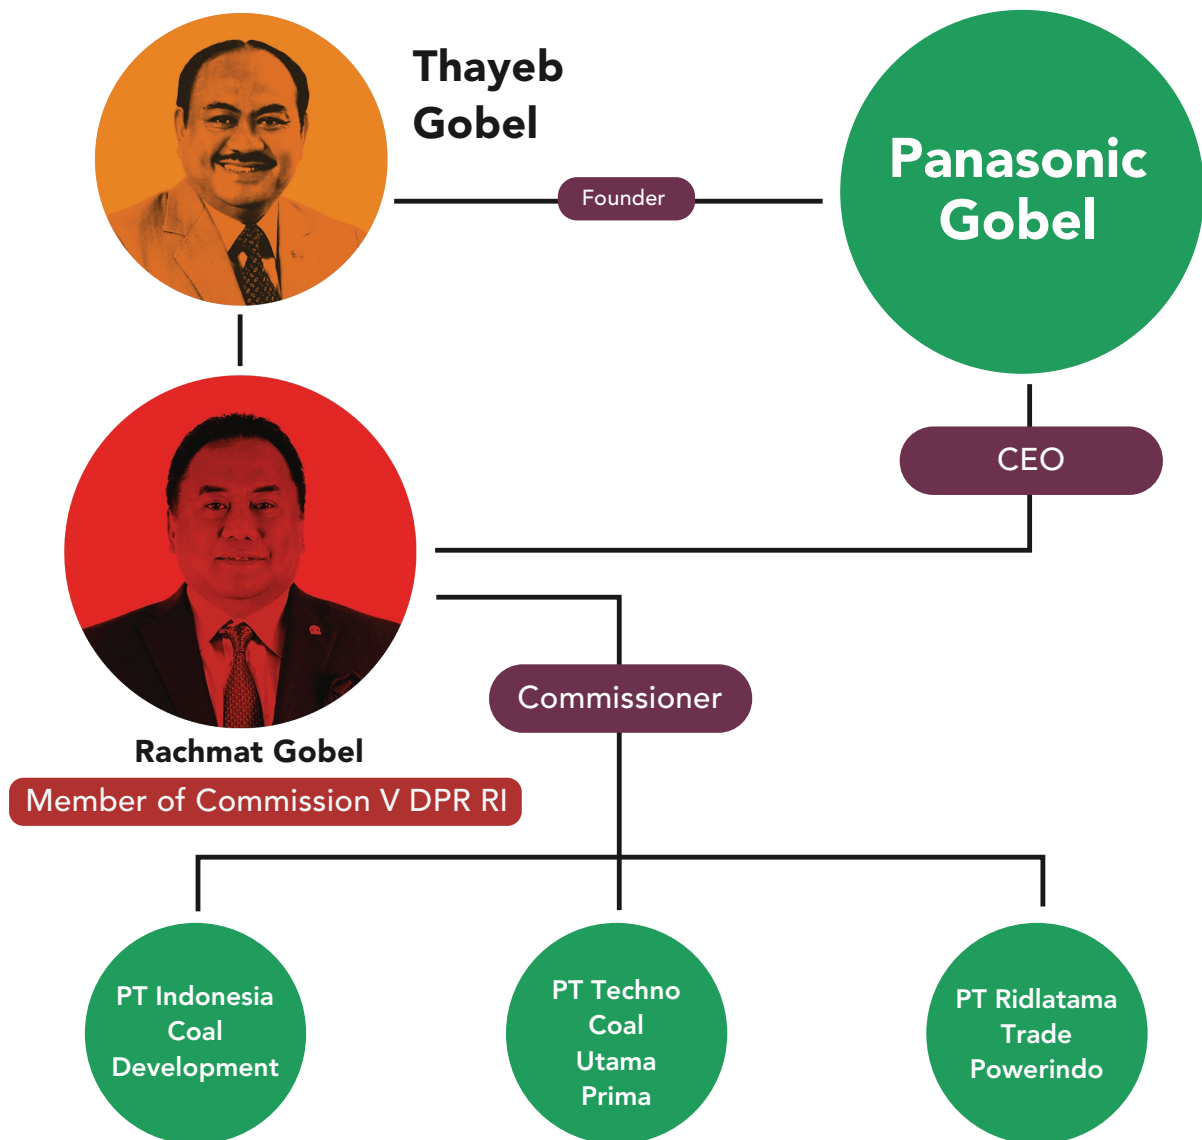 Thayeb
Gobel
Founder
Panasonic
Gobel
CEO
Commissioner
Rachmat Gobel
Member of Commission V DPR RI
PT Indonesia
Coal
Development
PT Techno
Coal
Utama
Prima
PT Ridlatama
Trade
Powerindo